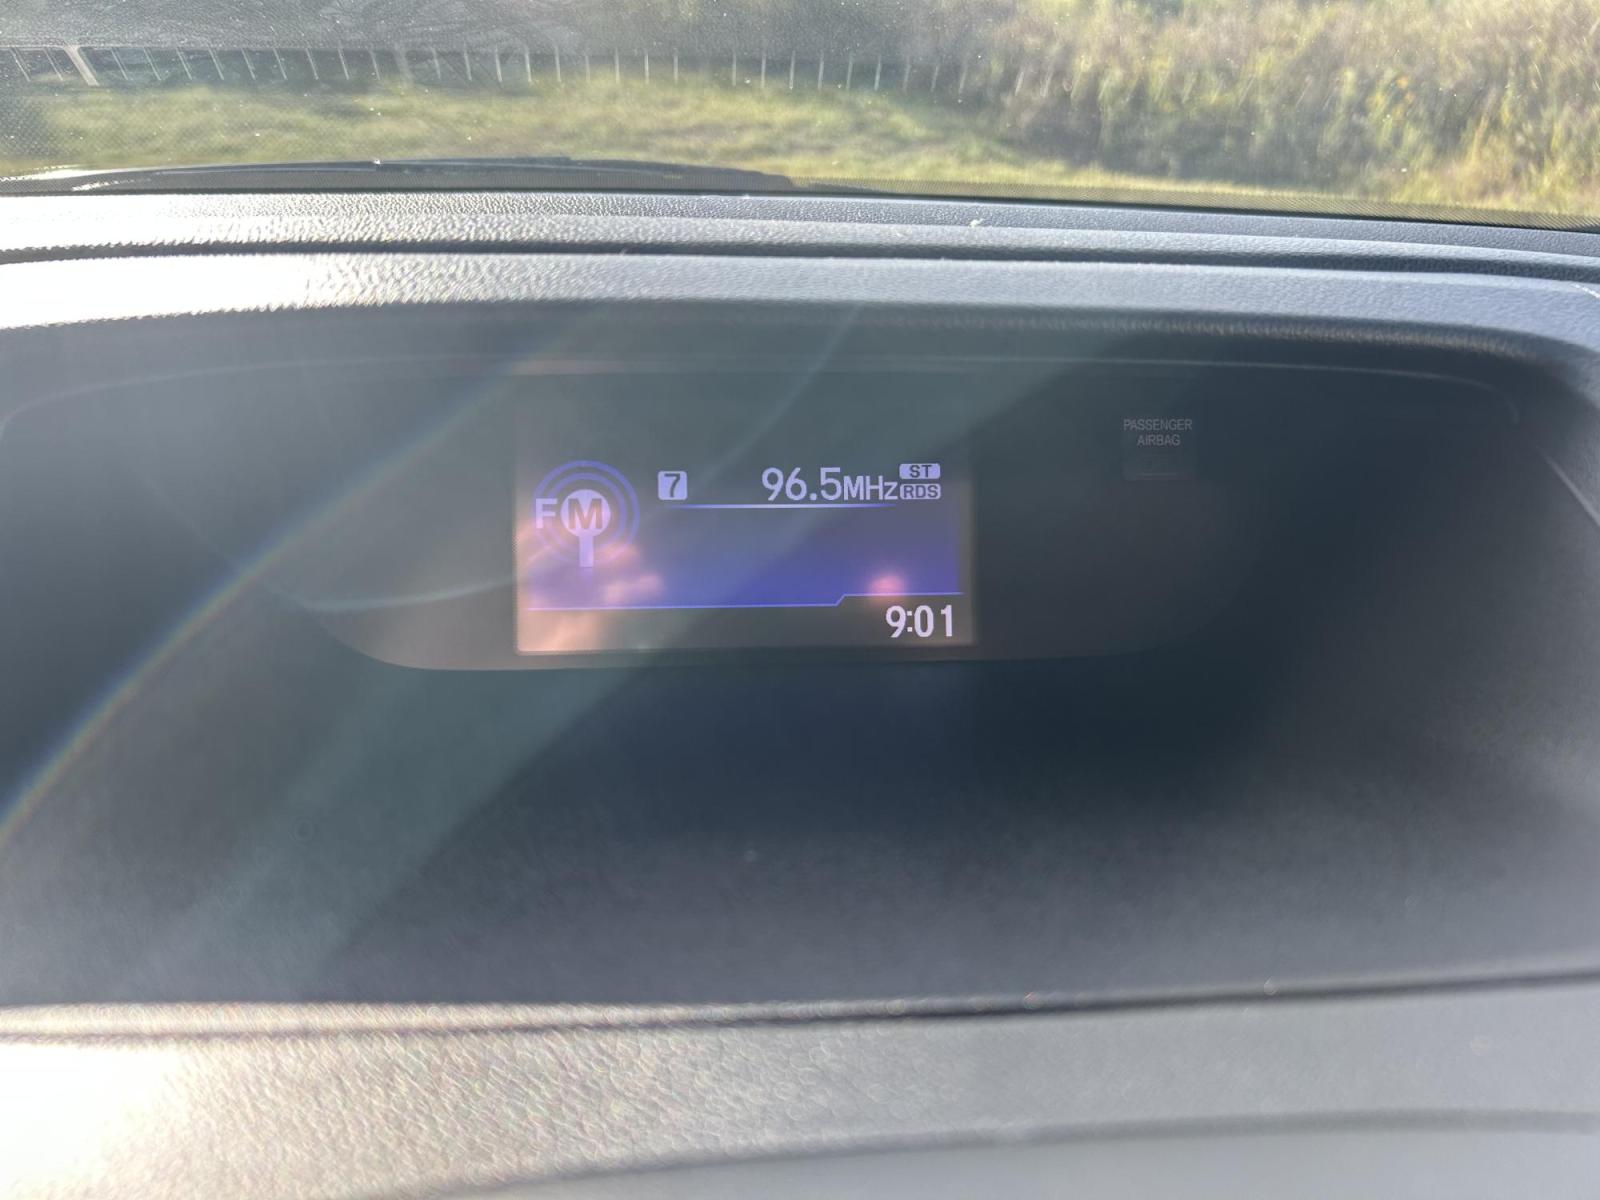 FM 7 96.5MHz ST
RDS
9:01
PASSENGER
AIRBAG